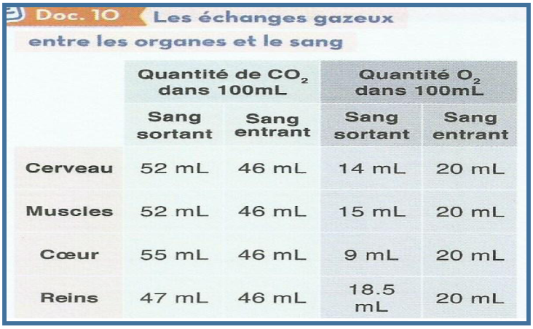 Doc. 10 Les échanges gazeux
entre les organes et le sang
Quantité de CO₂ dans 100mL Quantité O₂ dans 100mL
Sang sortant Sang entrant Sang sortant Sang entrant
Cerveau 52 mL 46 mL 14 mL 20 mL
Muscles 52 mL 46 mL 15 mL 20 mL
Cœur 55 mL 46 mL 9 mL 20 mL
Reins 47 mL 46 mL 18.5 mL 20 mL